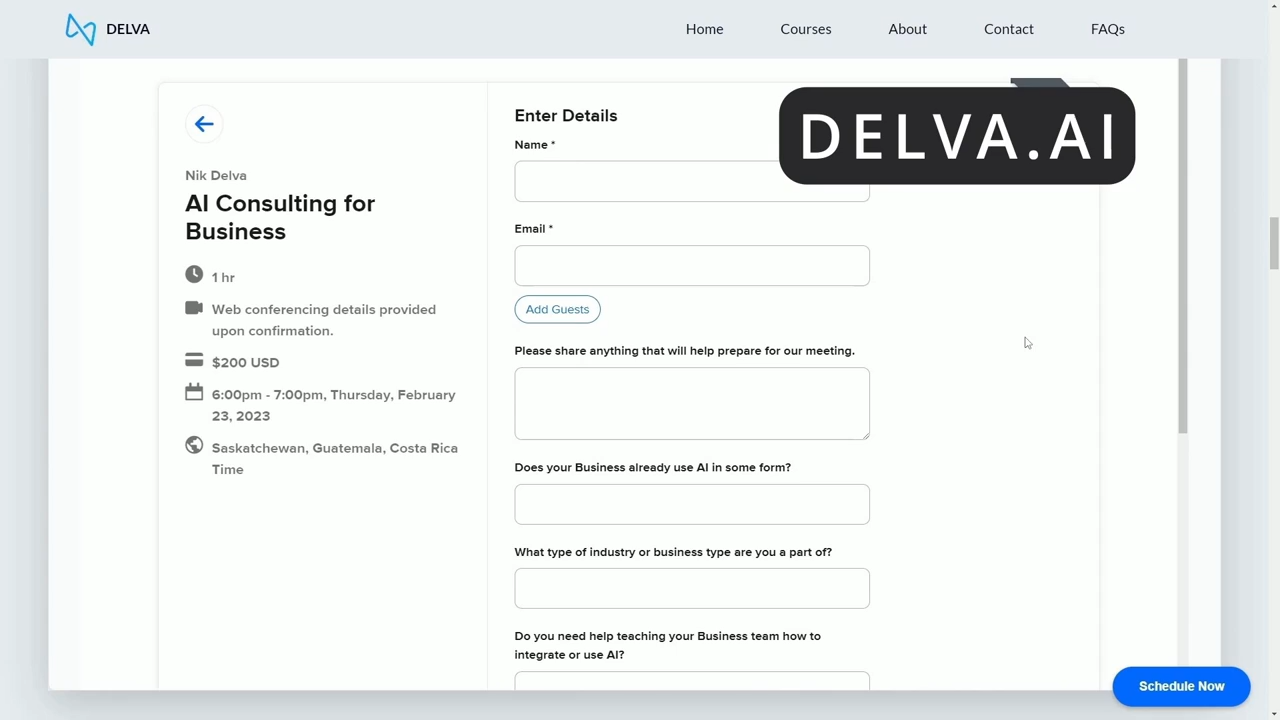 DELVA
Home
Courses
About
Contact
FAQs
DELVA.AI
Nik Delva
AI Consulting for
Business
1 hr
Web conferencing details provided
upon confirmation.
$200 USD
6:00pm - 7:00pm, Thursday, February
23, 2023
Saskatchewan, Guatemala, Costa Rica
Time
Enter Details
Name *
Email *
Add Guests
Please share anything that will help prepare for our meeting.
Does your Business already use AI in some form?
What type of industry or business type are you a part of?
Do you need help teaching your Business team how to
integrate or use AI?
Schedule Now